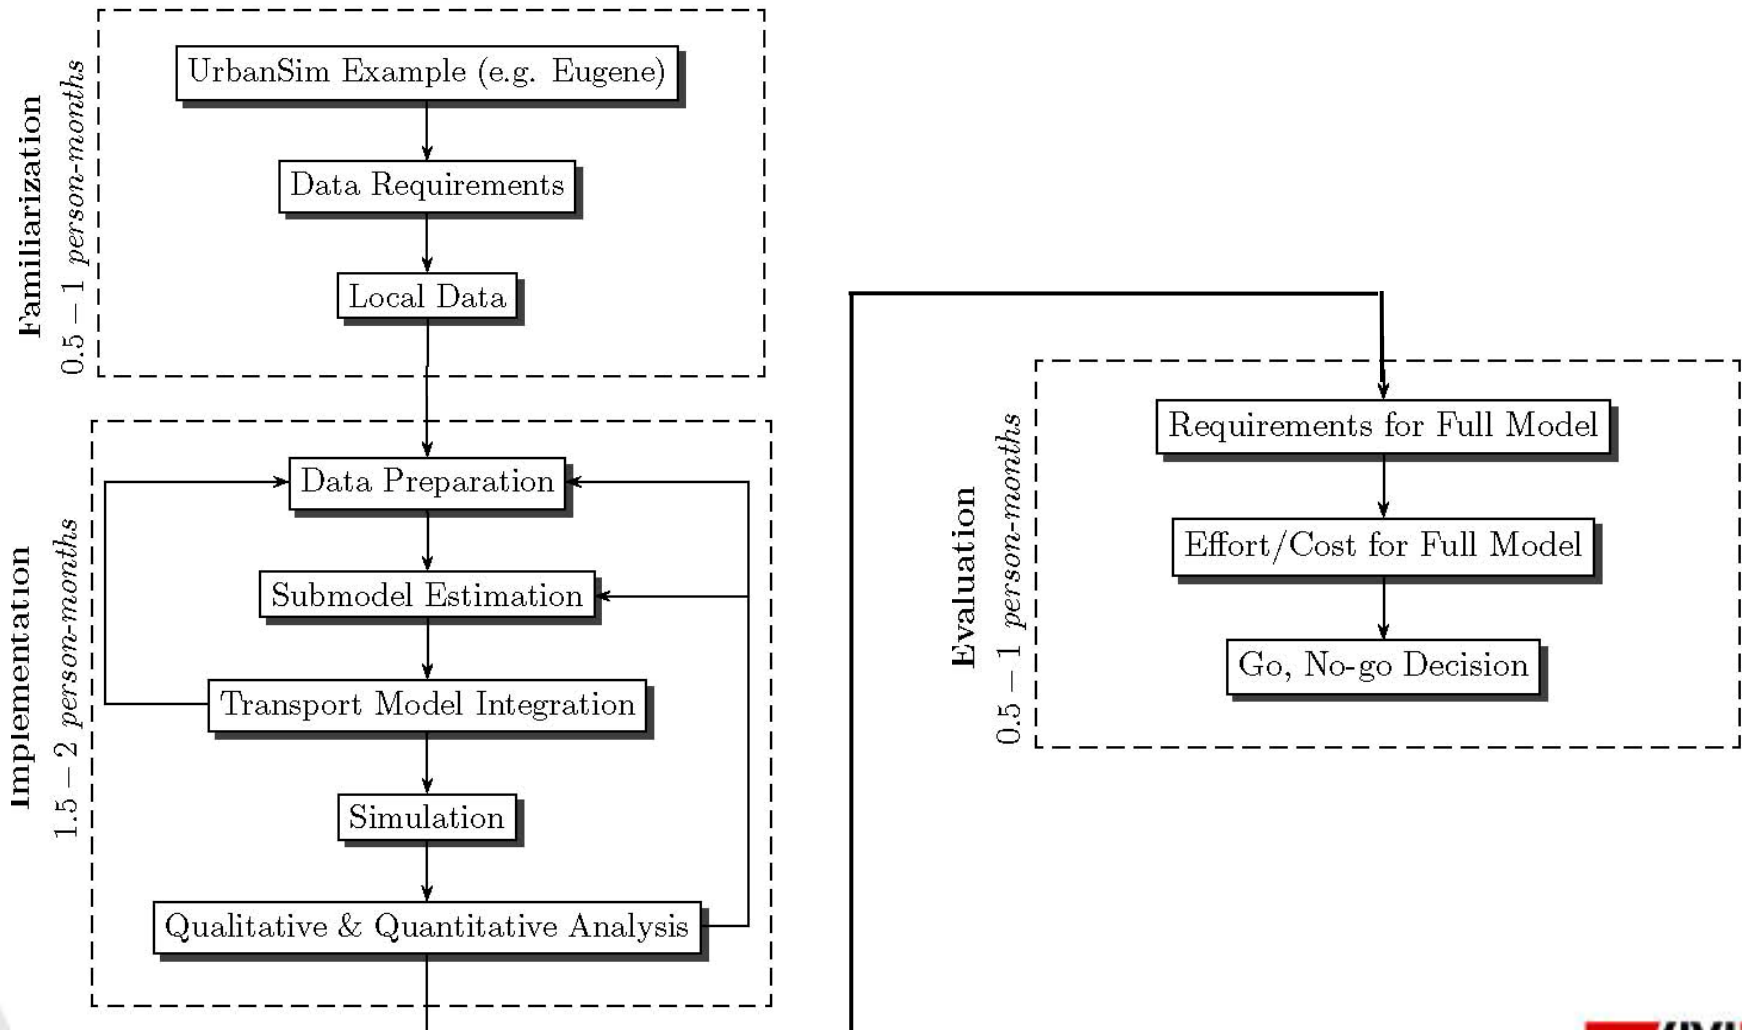 Familiarization
0.5 – 1 person-months
UrbanSim Example (e.g. Eugene)
Data Requirements
Local Data
Implementation
1.5 – 2 person-months
Data Preparation
Submodel Estimation
Transport Model Integration
Simulation
Qualitative & Quantitative Analysis
Evaluation
0.5 – 1 person-months
Requirements for Full Model
Effort/Cost for Full Model
Go, No-go Decision